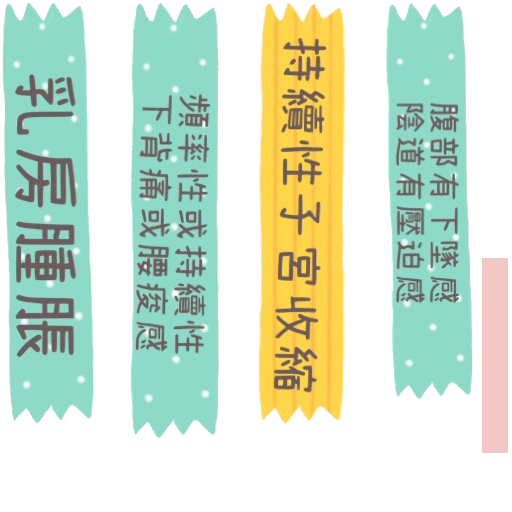 腹部有下墜感
陰道有壓迫感
持續性子宮收縮
頻率性或持續性
下背痛或腰痠感
乳房腫脹